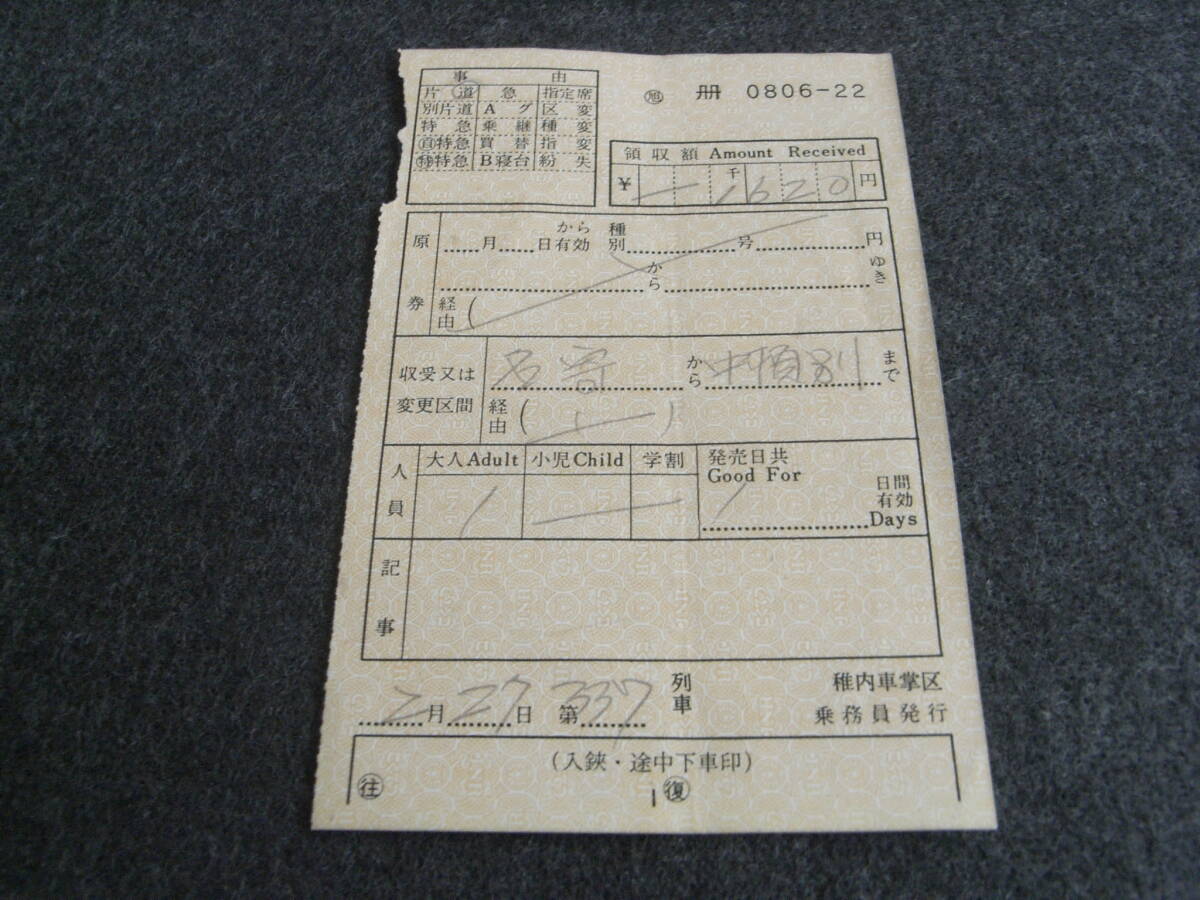 事 由
片道 急 指定席
別片道 Aグ 区変
特急 乗継 種変
㊣特急 買替 指変
㊕特急 B寝台 紛失
㊭ 冊 0806-22
領収額 Amount Received
¥ 一 千 1620 円
原券 月 から 日有効 種別 号 円
から ゆき
経由(
収受又は変更区間 名寄 から 中頓別 まで
経由( )
人員 大人Adult 小児Child 学割 発売日共 Good For
1 1 日間有効 Days
記事
2月27日 第337列車
稚内車掌区
乗務員発行
(入鋏・途中下車印)
往 復